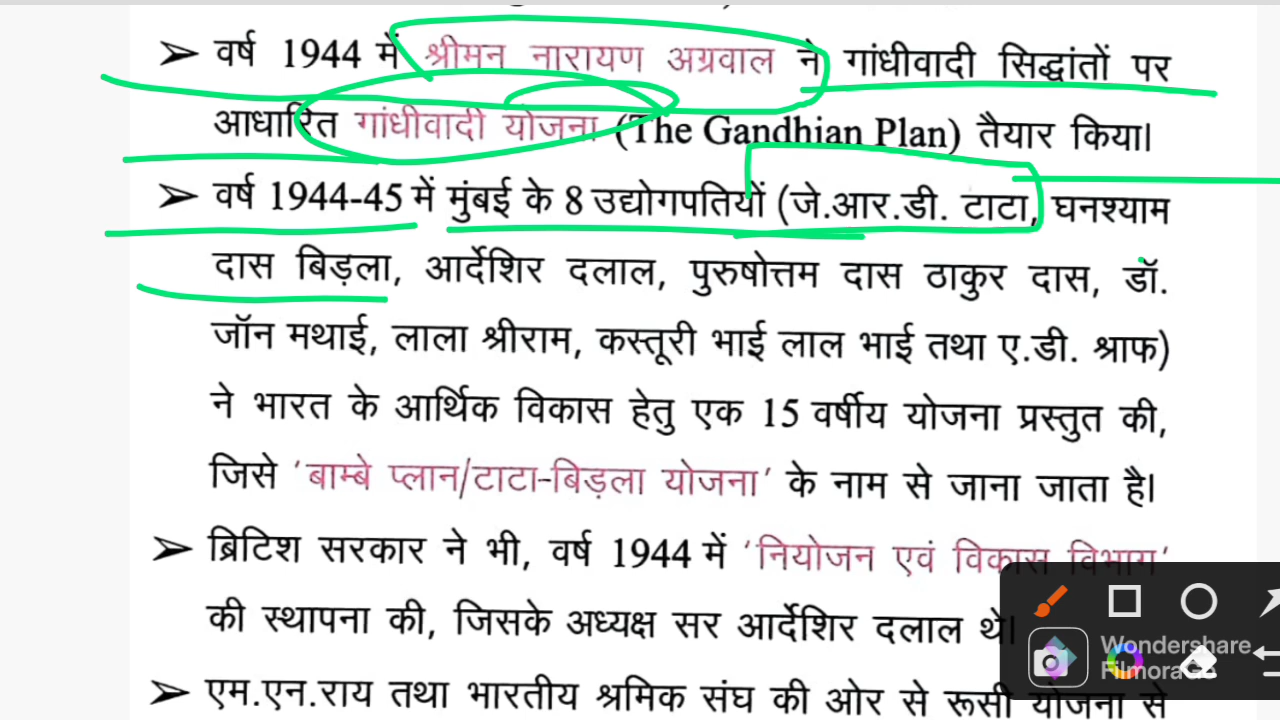 ➢ वर्ष 1944 में श्रीमन नारायण अग्रवाल ने गांधीवादी सिद्धांतों पर
आधारित गांधीवादी योजना (The Gandhian Plan) तैयार किया।
➢ वर्ष 1944-45 में मुंबई के 8 उद्योगपतियों (जे.आर.डी. टाटा, घनश्याम
दास बिड़ला, आर्देशिर दलाल, पुरुषोत्तम दास ठाकुर दास, डॉ.
जॉन मथाई, लाला श्रीराम, कस्तूरी भाई लाल भाई तथा ए.डी. श्राफ)
ने भारत के आर्थिक विकास हेतु एक 15 वर्षीय योजना प्रस्तुत की,
जिसे 'बाम्बे प्लान/टाटा-बिड़ला योजना' के नाम से जाना जाता है।
➢ ब्रिटिश सरकार ने भी, वर्ष 1944 में 'नियोजन एवं विकास विभाग'
की स्थापना की, जिसके अध्यक्ष सर आर्देशिर दलाल थे।
➢ एम.एन.राय तथा भारतीय श्रमिक संघ की ओर से रूसी योजना से
Wondershare
Filmora